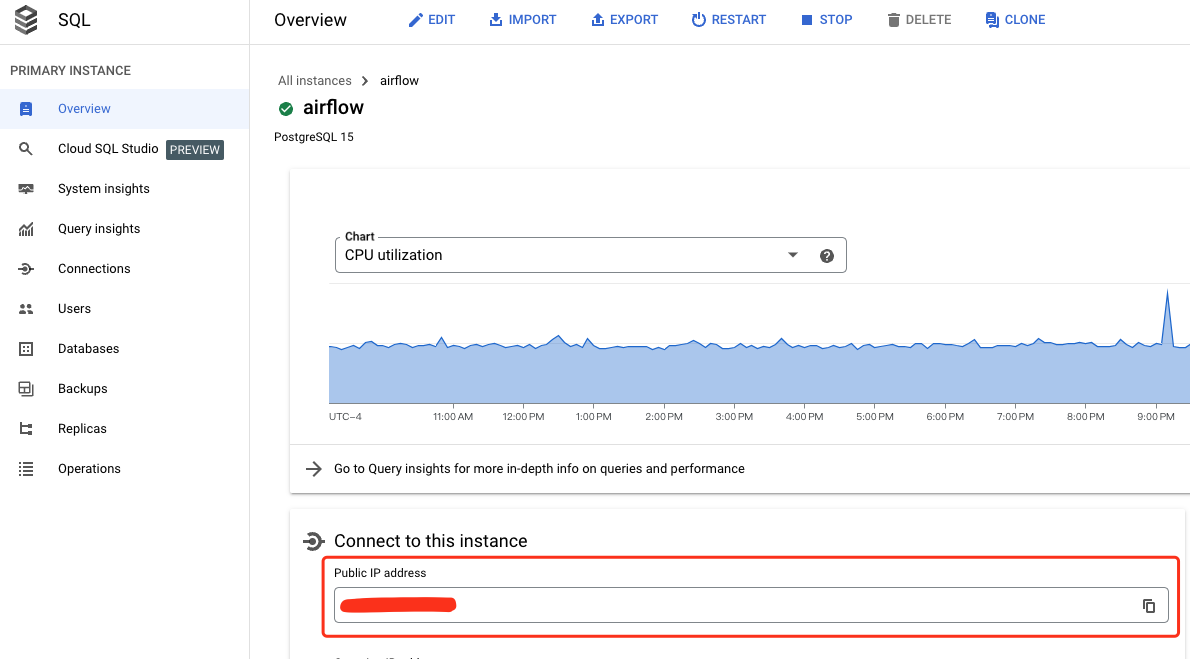 SQL
Overview
EDIT
IMPORT
EXPORT
RESTART
STOP
DELETE
CLONE
PRIMARY INSTANCE
Overview
Cloud SQL Studio PREVIEW
System insights
Query insights
Connections
Users
Databases
Backups
Replicas
Operations
All instances
airflow
airflow
PostgreSQL 15
Chart
CPU utilization
UTC−4 11:00 AM 12:00 PM 1:00 PM 2:00 PM 3:00 PM 4:00 PM 5:00 PM 6:00 PM 7:00 PM 8:00 PM 9:00 PM
Go to Query insights for more in-depth info on queries and performance
Connect to this instance
Public IP address